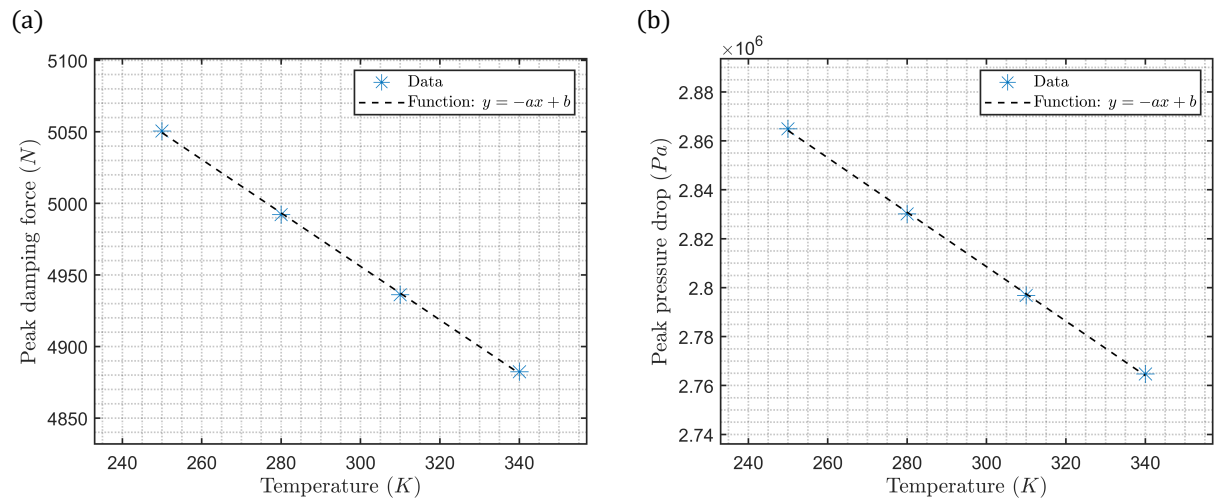 (a)
5100
5050
5000
4950
4900
4850
Peak damping force (N)
Data
Function: y = −ax + b
240 260 280 300 320 340
Temperature (K)
(b)
×10⁶
2.88
2.86
2.84
2.82
2.8
2.78
2.76
2.74
Peak pressure drop (Pa)
Data
Function: y = −ax + b
240 260 280 300 320 340
Temperature (K)